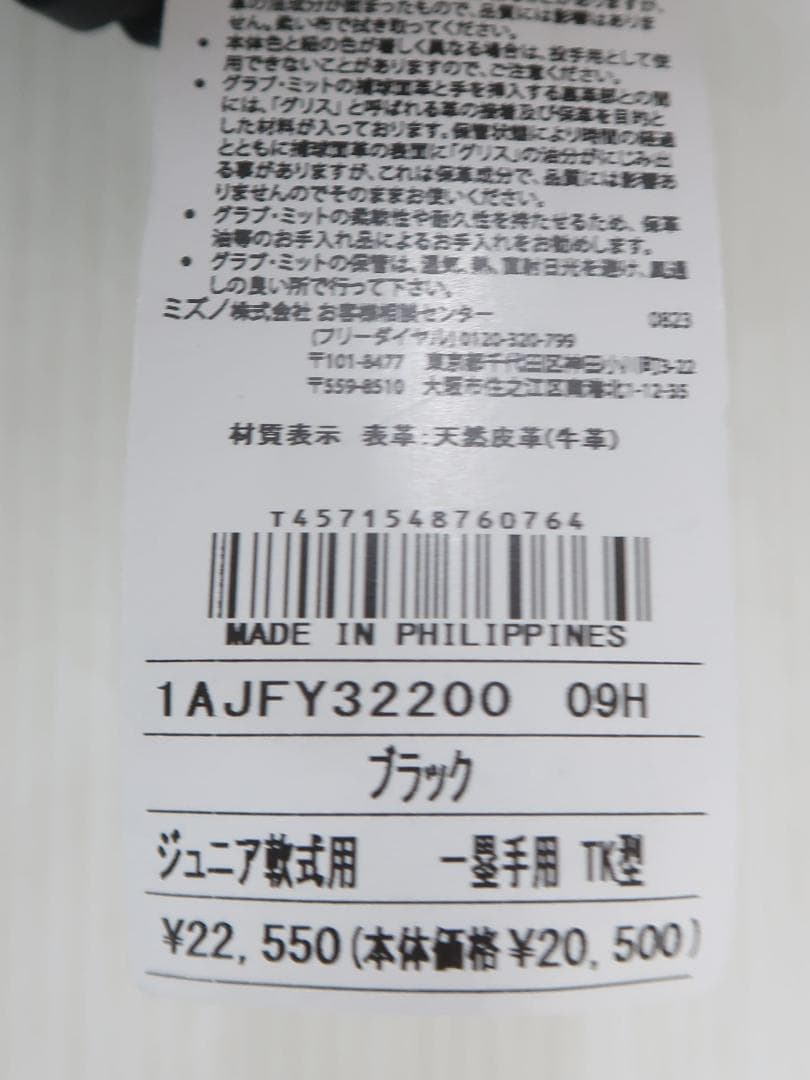 せん。柔い布で拭き取ってください。
• 本体色と紐の色が著しく異なる場合は、投手用として使
用できないことがありますので、ご注意ください。
• グラブ・ミットの捕球面革と手を挿入する裏革部との間
には、「グリス」と呼ばれる革の接着及び保革を目的と
した材料が入っております。保管状態により時間の経過
とともに捕球面革の表面に「グリス」の油分がにじみ出
る事がありますが、これは保革成分で、品質には影響あ
りませんのでそのままお使いください。
• グラブ・ミットの柔軟性や耐久性を持たせるため、保革
油等のお手入れ品によるお手入れをお勧めします。
• グラブ・ミットの保管は、湿気、熱、直射日光を避け、風通
しの良い所で行って下さい。
ミズノ株式会社 お客様相談センター 0823
(フリーダイヤル)0120-320-799
〒101-8477 東京都千代田区神田小川町3-22
〒559-8510 大阪市住之江区南港北1-12-35
材質表示 表革:天然皮革(牛革)
T4571548760764
MADE IN PHILIPPINES
1AJFY32200 09H
ブラック
ジュニア軟式用 一塁手用 TK型
¥22,550(本体価格¥20,500)